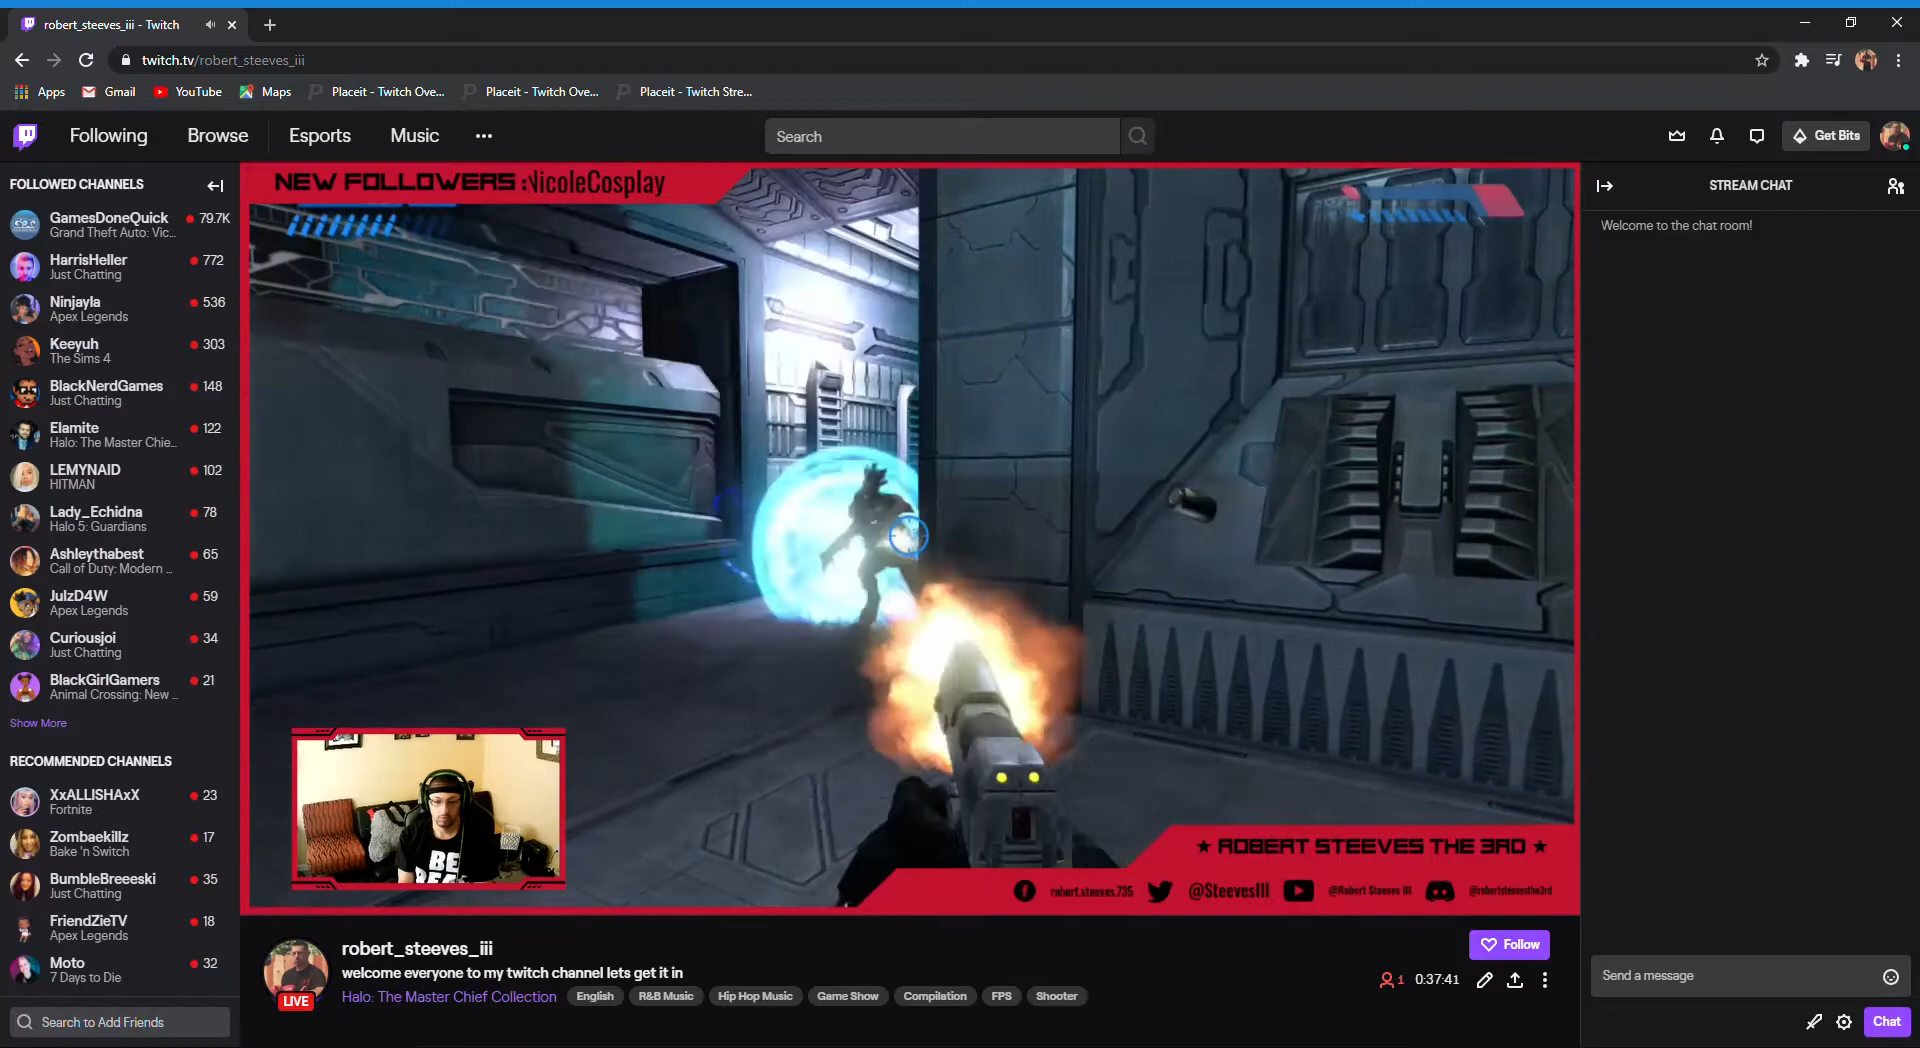 robert_steeves_iii - Twitch
twitch.tv/robert_steeves_iii
Apps
Gmail
YouTube
Maps
Placeit - Twitch Ove...
Placeit - Twitch Ove...
Placeit - Twitch Stre...
Following
Browse
Esports
Music
Search
Get Bits
FOLLOWED CHANNELS
GamesDoneQuick 79.7K
Grand Theft Auto: Vic...
HarrisHeller 772
Just Chatting
Ninjayla 536
Apex Legends
Keeyuh 303
The Sims 4
BlackNerdGames 148
Just Chatting
Elamite 122
Halo: The Master Chie...
LEMYNAID 102
HITMAN
Lady_Echidna 78
Halo 5: Guardians
Ashleythabest 65
Call of Duty: Modern ...
JulzD4W 59
Apex Legends
Curiousjoi 34
Just Chatting
BlackGirlGamers 21
Animal Crossing: New ...
Show More
RECOMMENDED CHANNELS
XxALLISHAxX 23
Fortnite
Zombaekillz 17
Bake 'n Switch
BumbleBreeeski 35
Just Chatting
FriendZieTV 18
Apex Legends
Moto 32
7 Days to Die
Search to Add Friends
NEW FOLLOWERS :NicoleCosplay
★ ROBERT STEEVES THE 3RD ★
robert.steeves.735
@SteevesIII
@Robert Steeves III
@robertsteevesthe3rd
robert_steeves_iii
welcome everyone to my twitch channel lets get it in
LIVE
Halo: The Master Chief Collection
English
R&B Music
Hip Hop Music
Game Show
Compilation
FPS
Shooter
Follow
1
0:37:41
STREAM CHAT
Welcome to the chat room!
Send a message
Chat